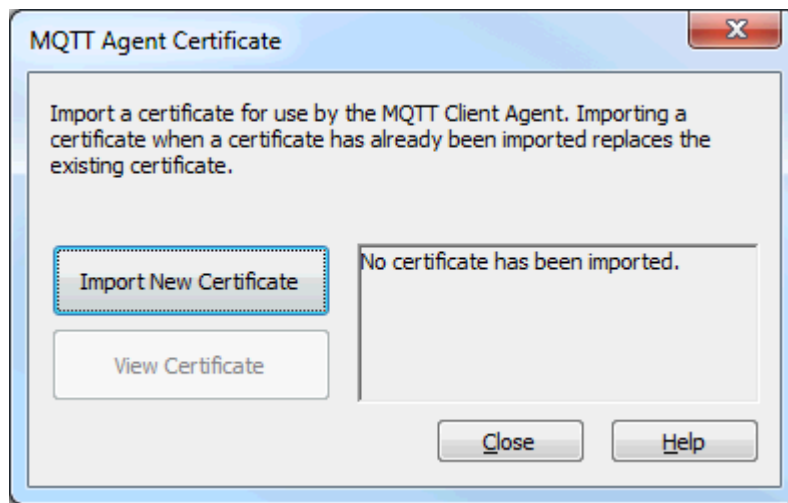 MQTT Agent Certificate
Import a certificate for use by the MQTT Client Agent. Importing a
certificate when a certificate has already been imported replaces the
existing certificate.
Import New Certificate
No certificate has been imported.
View Certificate
Close
Help